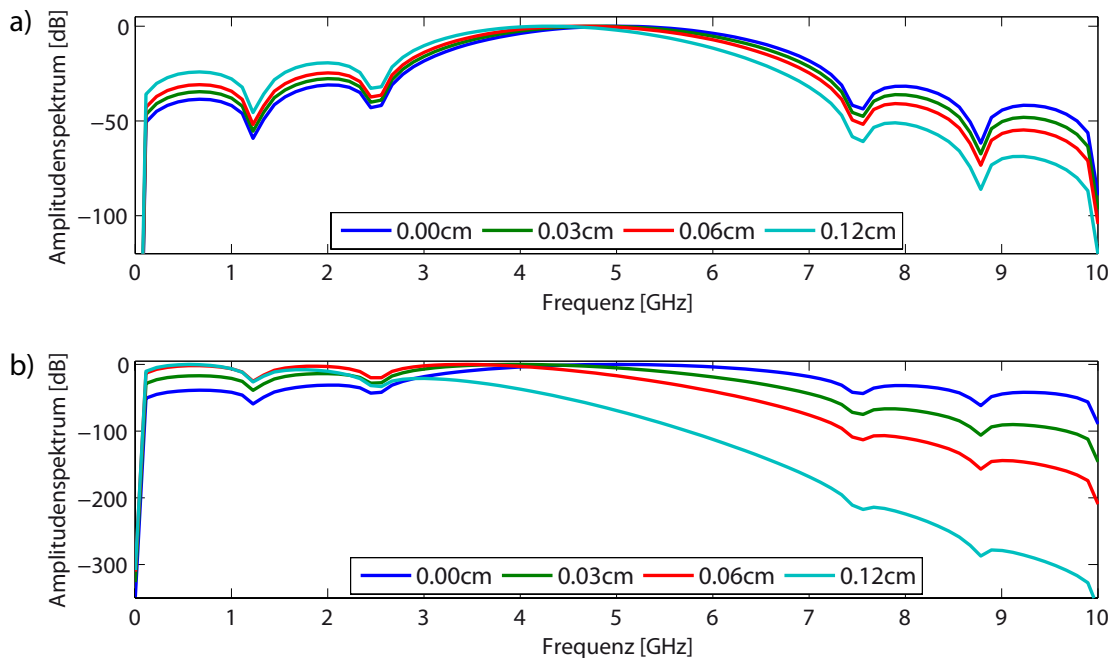 a)
Amplitudenspektrum [dB]
0
−50
−100
0.00cm 0.03cm 0.06cm 0.12cm
0 1 2 3 4 5 6 7 8 9 10
Frequenz [GHz]
b)
Amplitudenspektrum [dB]
0
−100
−200
−300
0.00cm 0.03cm 0.06cm 0.12cm
0 1 2 3 4 5 6 7 8 9 10
Frequenz [GHz]